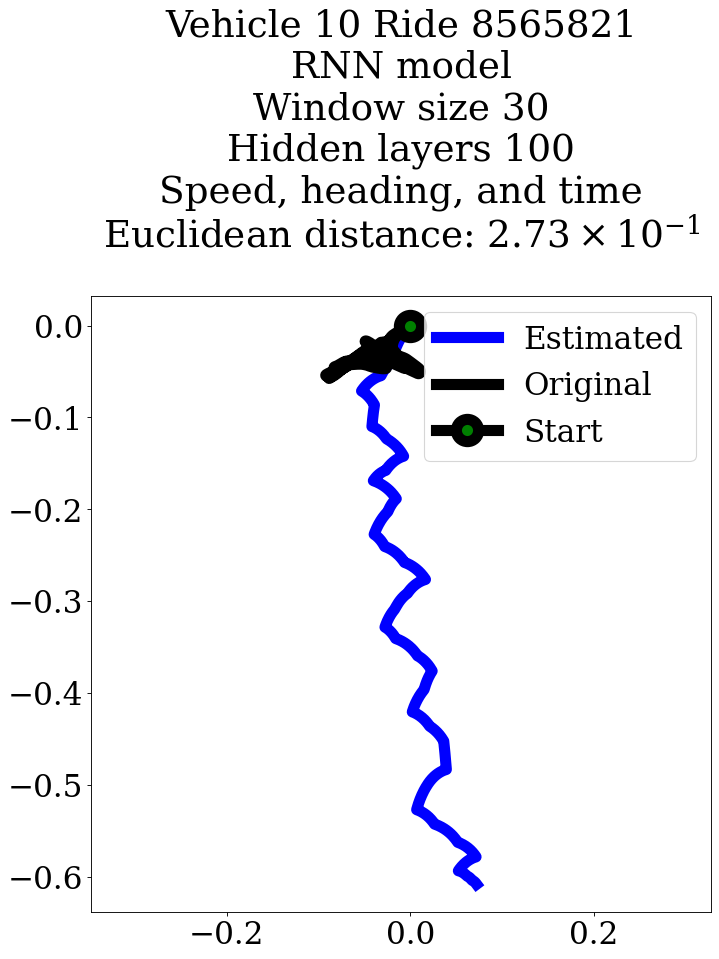 Vehicle 10 Ride 8565821
RNN model
Window size 30
Hidden layers 100
Speed, heading, and time
Euclidean distance: 2.73 × 10⁻¹
Estimated
Original
Start
0.0
−0.1
−0.2
−0.3
−0.4
−0.5
−0.6
−0.2 0.0 0.2